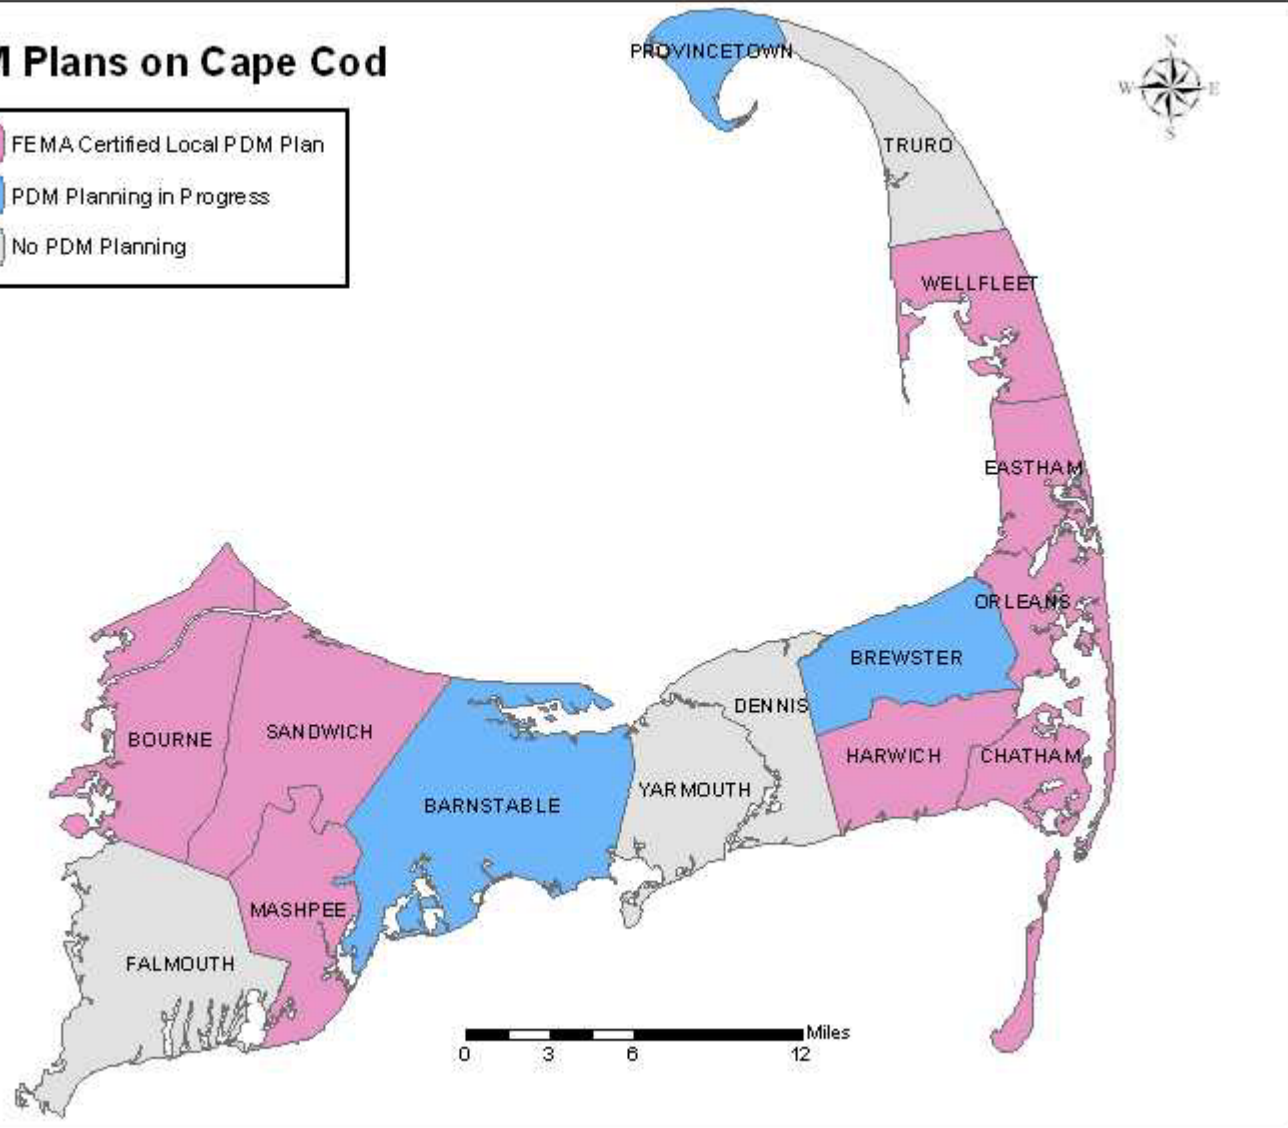 Plans on Cape Cod
FEMA Certified Local PDM Plan
PDM Planning in Progress
No PDM Planning
N
W E
S
PROVINCETOWN
TRURO
WELLFLEET
EASTHAM
ORLEANS
BREWSTER
DENNIS
HARWICH
CHATHAM
YARMOUTH
BARNSTABLE
SANDWICH
BOURNE
MASHPEE
FALMOUTH
Miles
0 3 6 12